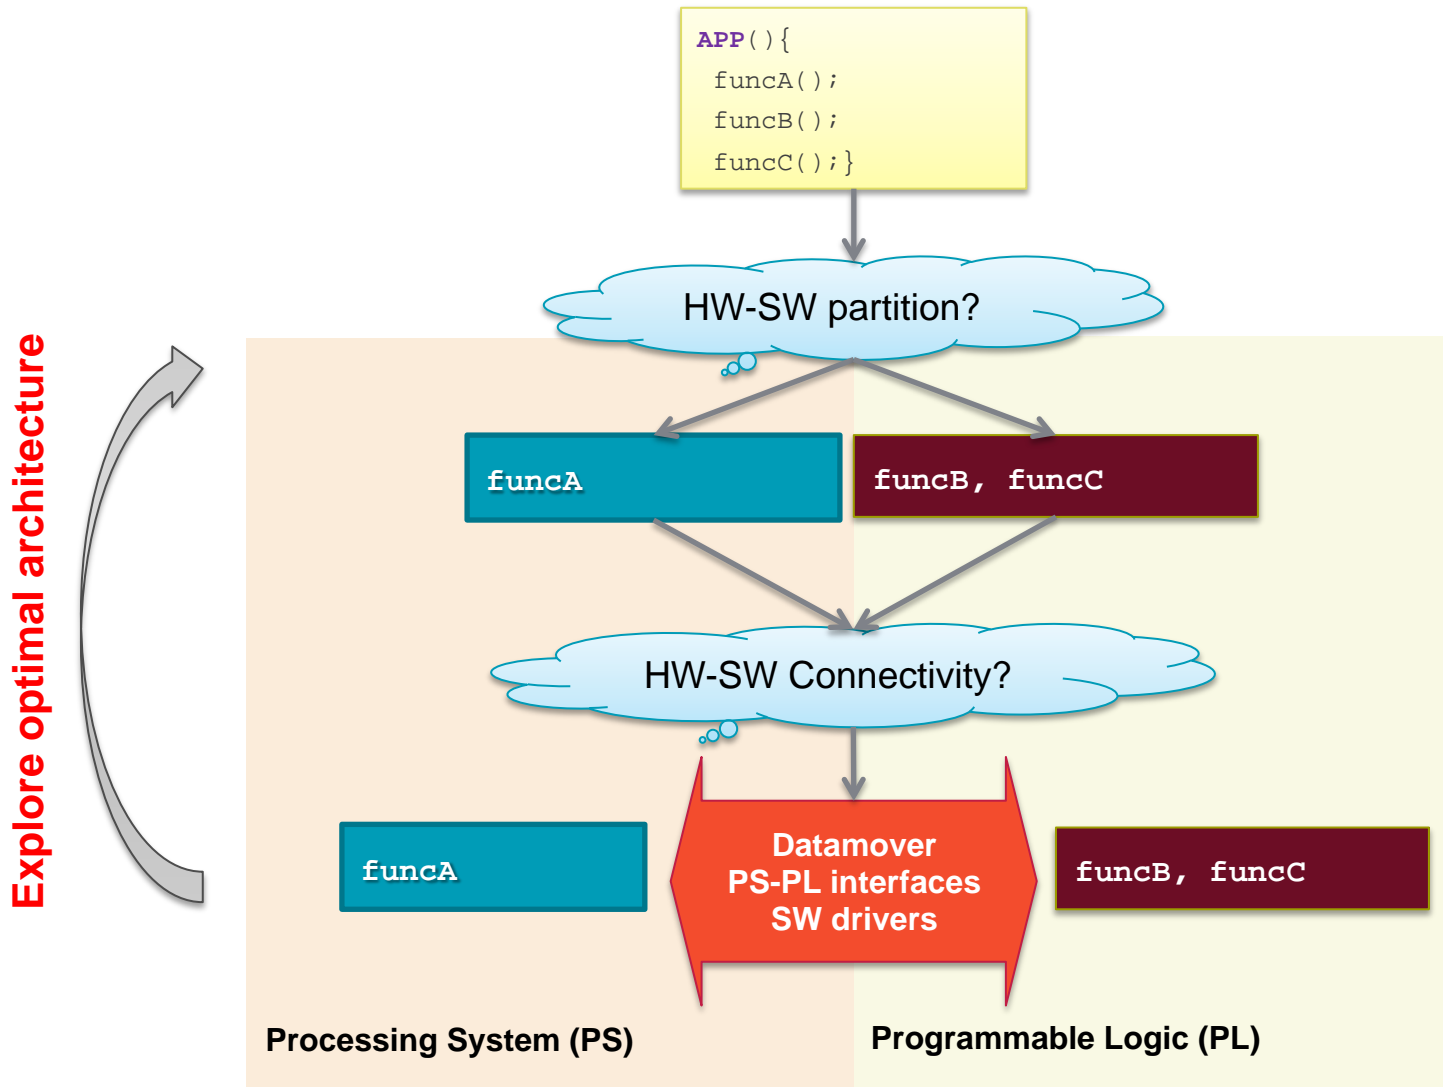 APP(){
funcA();
funcB();
funcC();}
HW-SW partition?
Explore optimal architecture
funcA
funcB, funcC
HW-SW Connectivity?
funcA
Datamover
PS-PL interfaces
SW drivers
funcB, funcC
Processing System (PS)
Programmable Logic (PL)